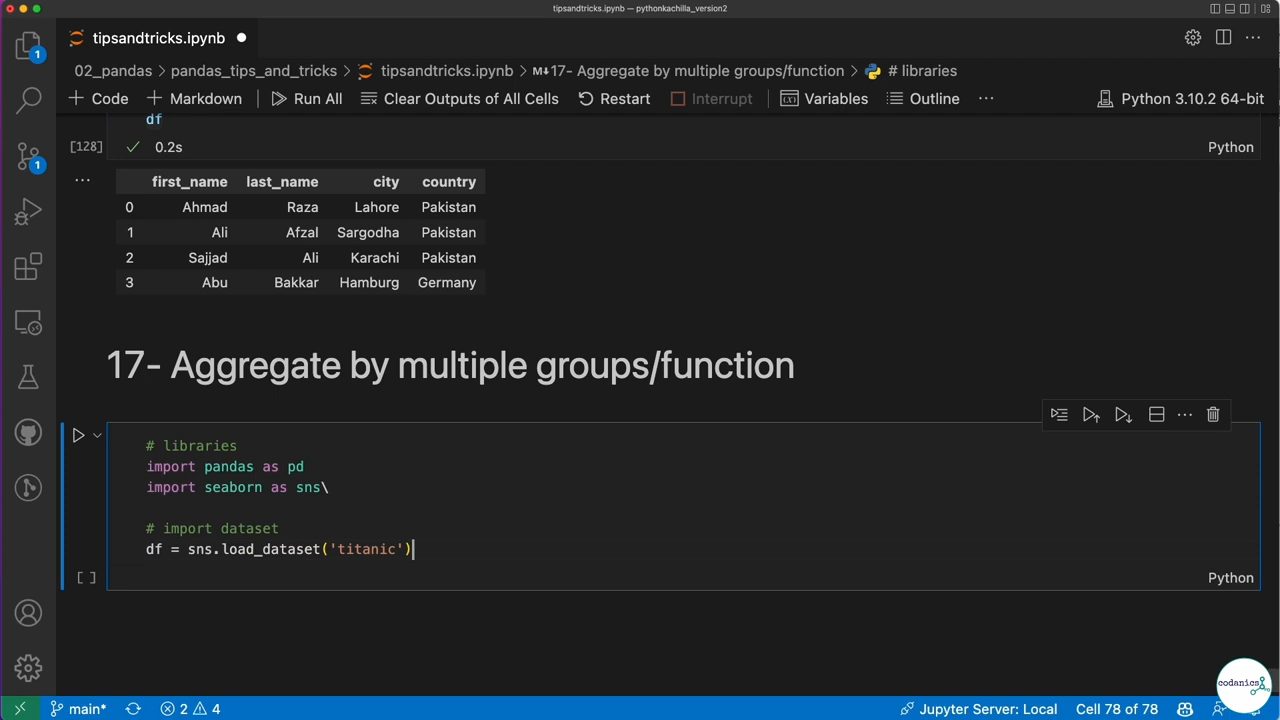 tipsandtricks.ipynb — pythonkachilla_version2
tipsandtricks.ipynb
02_pandas > pandas_tips_and_tricks > tipsandtricks.ipynb > M↓17- Aggregate by multiple groups/function > # libraries
+ Code + Markdown Run All Clear Outputs of All Cells Restart Interrupt Variables Outline ··· Python 3.10.2 64-bit
df
[128] 0.2s Python
first_name last_name city country
0 Ahmad Raza Lahore Pakistan
1 Ali Afzal Sargodha Pakistan
2 Sajjad Ali Karachi Pakistan
3 Abu Bakkar Hamburg Germany
17- Aggregate by multiple groups/function
# libraries
import pandas as pd
import seaborn as sns\
# import dataset
df = sns.load_dataset('titanic')
[ ] Python
1
1
codanics
main* 2 4 Jupyter Server: Local Cell 78 of 78